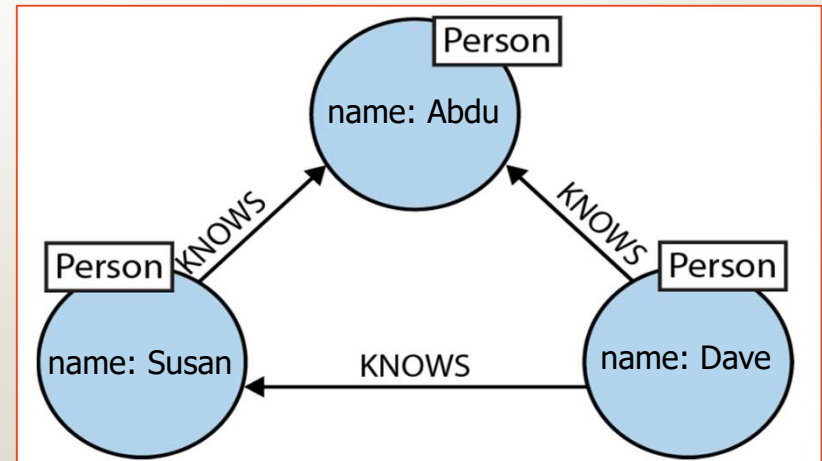 Person
name: Abdu
KNOWS
KNOWS
Person
Person
name: Susan
KNOWS
name: Dave